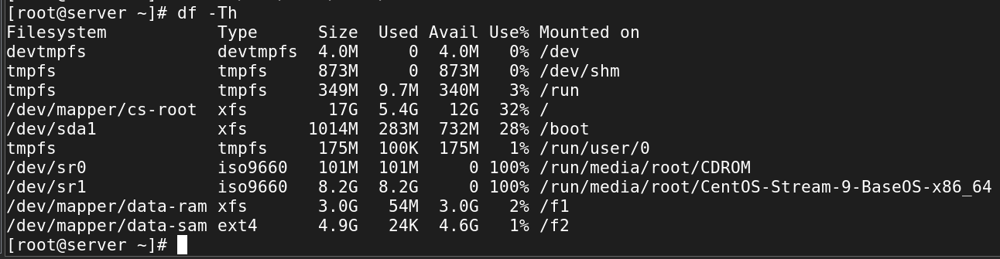 [root@server ~]# df -Th
Filesystem           Type      Size  Used Avail Use% Mounted on
devtmpfs             devtmpfs  4.0M     0  4.0M   0% /dev
tmpfs                tmpfs     873M     0  873M   0% /dev/shm
tmpfs                tmpfs     349M  9.7M  340M   3% /run
/dev/mapper/cs-root  xfs        17G  5.4G   12G  32% /
/dev/sda1            xfs      1014M  283M  732M  28% /boot
tmpfs                tmpfs     175M  100K  175M   1% /run/user/0
/dev/sr0             iso9660   101M  101M     0 100% /run/media/root/CDROM
/dev/sr1             iso9660   8.2G  8.2G     0 100% /run/media/root/CentOS-Stream-9-BaseOS-x86_64
/dev/mapper/data-ram xfs       3.0G   54M  3.0G   2% /f1
/dev/mapper/data-sam ext4      4.9G   24K  4.6G   1% /f2
[root@server ~]#